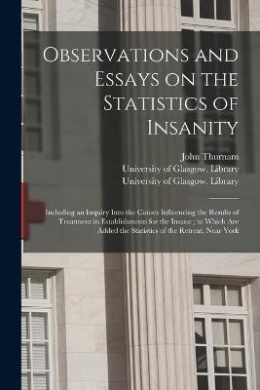 Observations and
Essays on the
Statistics of
Insanity
Including an Inquiry Into the Causes Influencing the Results of
Treatment in Establishments for the Insane ; to Which Are
Added the Statistics of the Retreat, Near York
John Thurnam
University of Glasgow. Library
University of Glasgow. Library